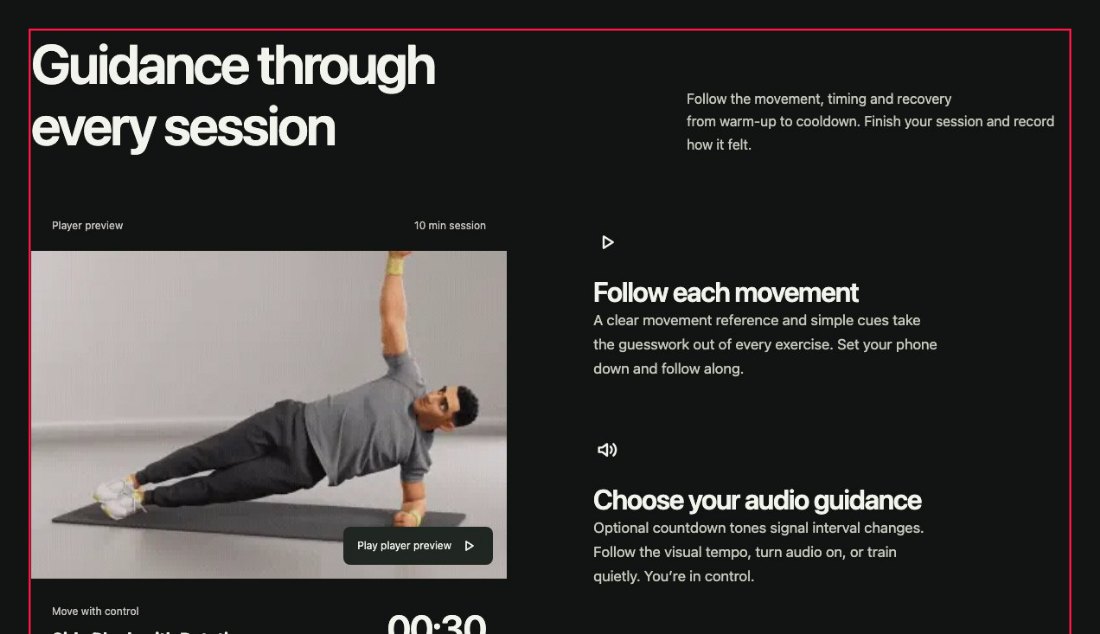 Guidance through
every session
Follow the movement, timing and recovery
from warm-up to cooldown. Finish your session and record
how it felt.
Player preview
10 min session
Play player preview
Move with control
00:30
Follow each movement
A clear movement reference and simple cues take
the guesswork out of every exercise. Set your phone
down and follow along.
Choose your audio guidance
Optional countdown tones signal interval changes.
Follow the visual tempo, turn audio on, or train
quietly. You’re in control.